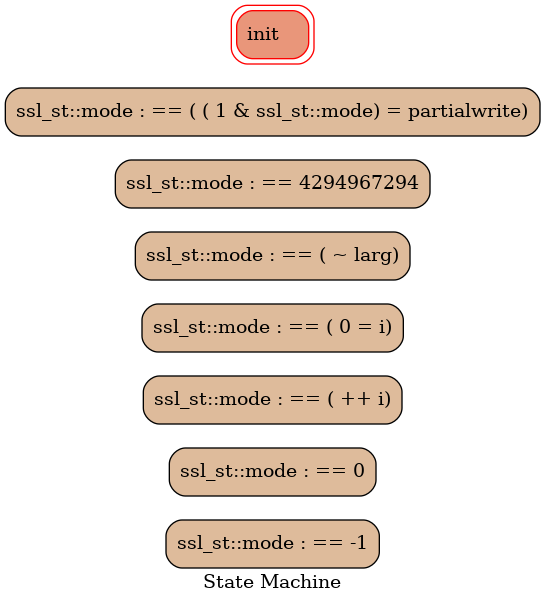 init
ssl_st::mode : == ( ( 1 & ssl_st::mode) = partialwrite)
ssl_st::mode : == 4294967294
ssl_st::mode : == ( ~ larg)
ssl_st::mode : == ( 0 = i)
ssl_st::mode : == ( ++ i)
ssl_st::mode : == 0
ssl_st::mode : == -1
State Machine